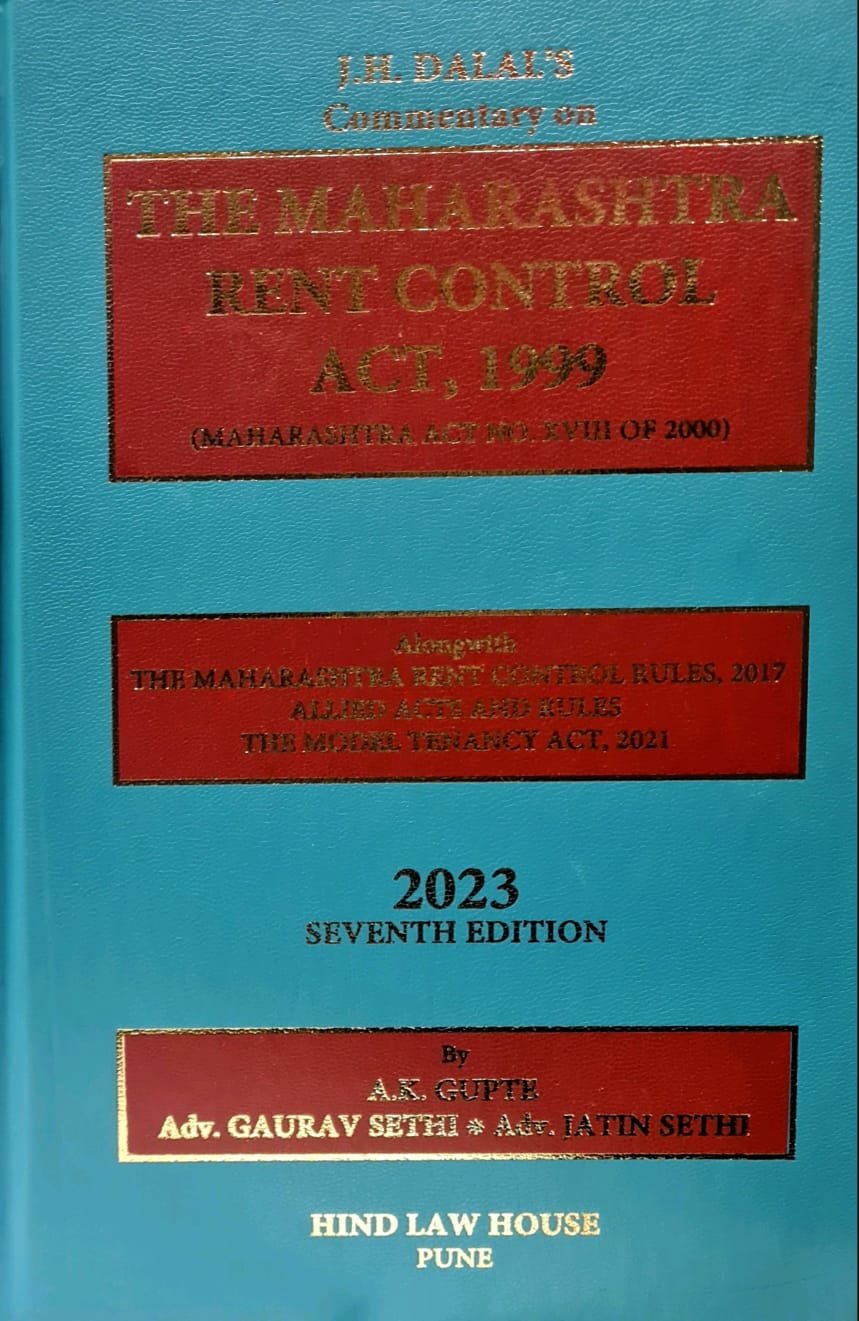 J.H. DALAL'S
Commentary on
THE MAHARASHTRA
RENT CONTROL
ACT, 1999
(MAHARASHTRA ACT NO. XVIII OF 2000)
Alongwith
THE MAHARASHTRA RENT CONTROL RULES, 2017
ALLIED ACTS AND RULES
THE MODEL TENANCY ACT, 2021
2023
SEVENTH EDITION
By
A.K. GUPTE
Adv. GAURAV SETHI * Adv. JATIN SETHI
HIND LAW HOUSE
PUNE